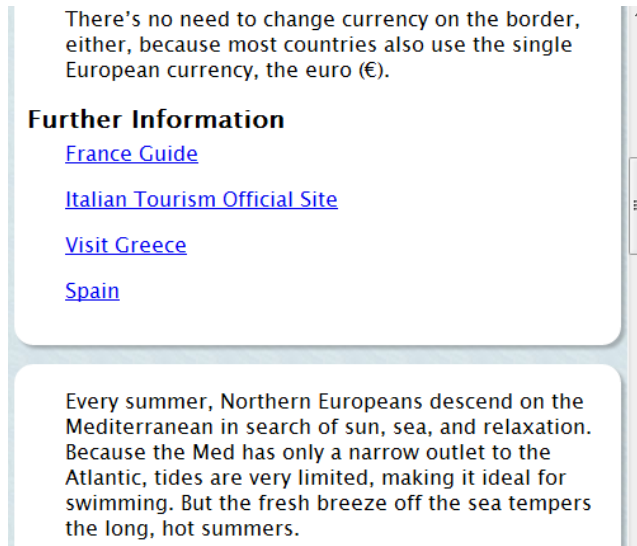 There’s no need to change currency on the border,
either, because most countries also use the single
European currency, the euro (€).
Further Information
France Guide
Italian Tourism Official Site
Visit Greece
Spain
Every summer, Northern Europeans descend on the
Mediterranean in search of sun, sea, and relaxation.
Because the Med has only a narrow outlet to the
Atlantic, tides are very limited, making it ideal for
swimming. But the fresh breeze off the sea tempers
the long, hot summers.